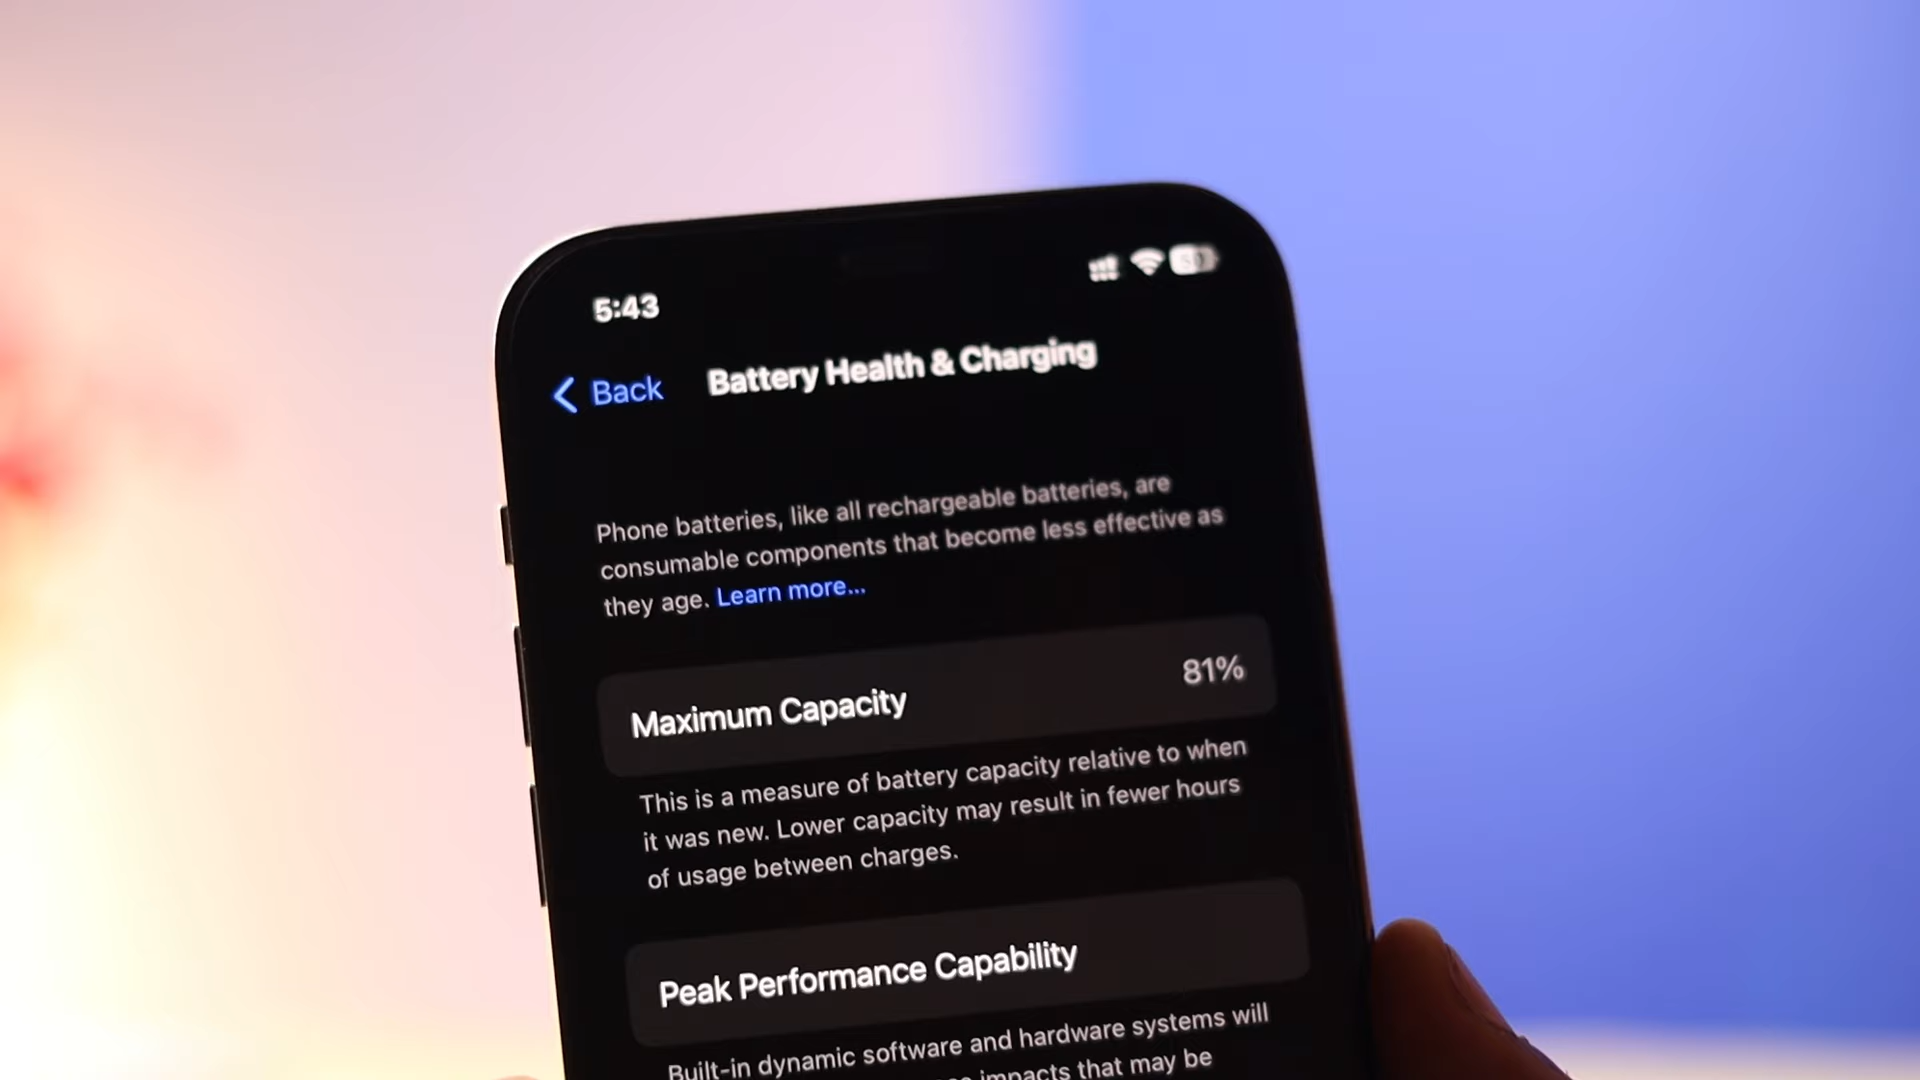 5:43
Back
Battery Health & Charging
Phone batteries, like all rechargeable batteries, are
consumable components that become less effective as
they age. Learn more...
Maximum Capacity 81%
This is a measure of battery capacity relative to when
it was new. Lower capacity may result in fewer hours
of usage between charges.
Peak Performance Capability
Built-in dynamic software and hardware systems will
impacts that may be